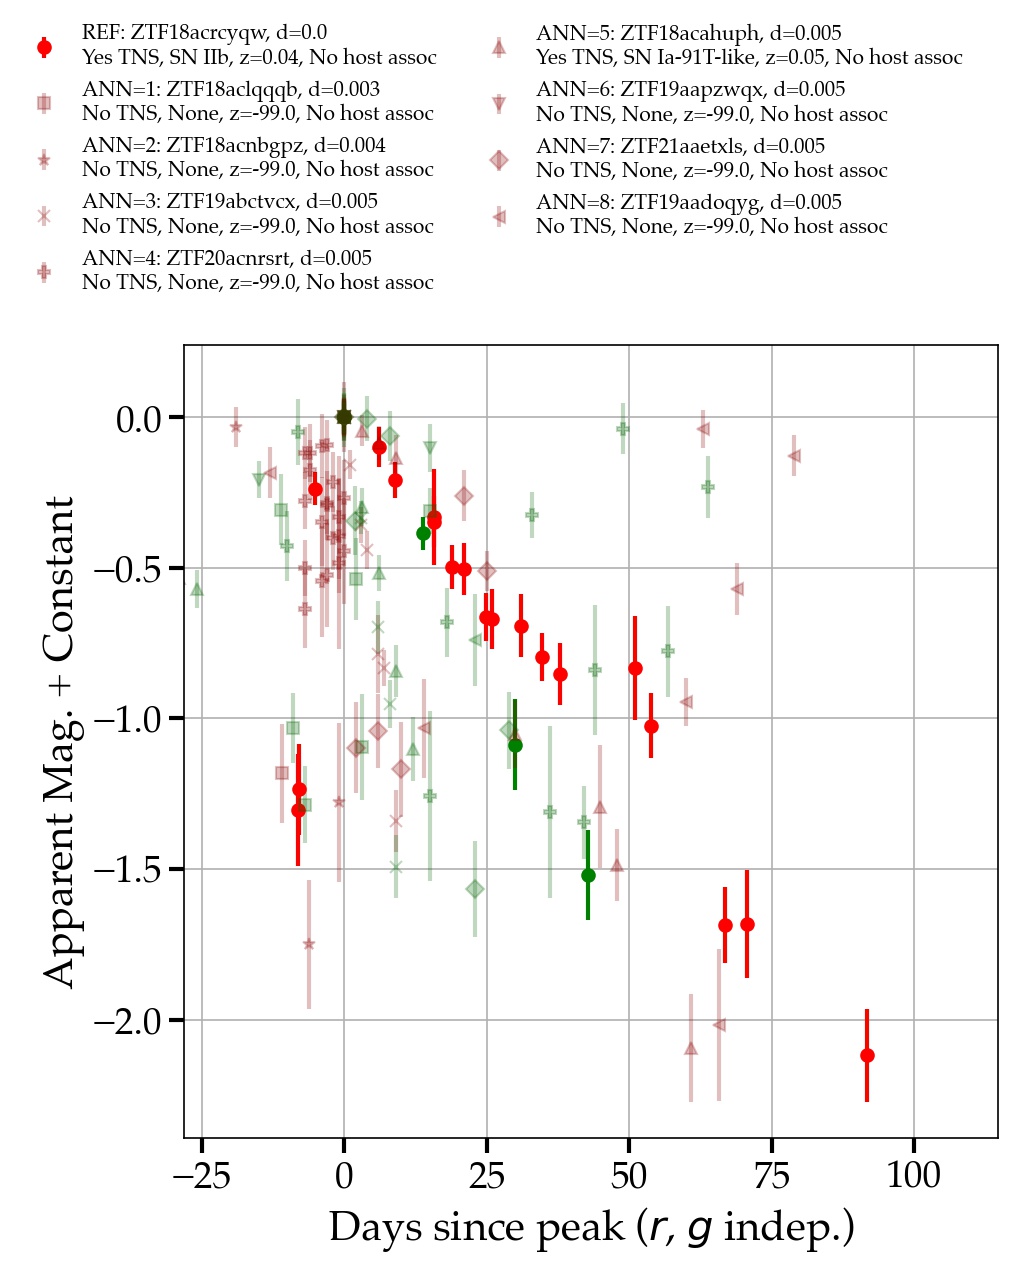 REF: ZTF18acrcyqw, d=0.0
Yes TNS, SN IIb, z=0.04, No host assoc
ANN=1: ZTF18aclqqqb, d=0.003
No TNS, None, z=-99.0, No host assoc
ANN=2: ZTF18acnbgpz, d=0.004
No TNS, None, z=-99.0, No host assoc
ANN=3: ZTF19abctvcx, d=0.005
No TNS, None, z=-99.0, No host assoc
ANN=4: ZTF20acnrsrt, d=0.005
No TNS, None, z=-99.0, No host assoc
ANN=5: ZTF18acahuph, d=0.005
Yes TNS, SN Ia-91T-like, z=0.05, No host assoc
ANN=6: ZTF19aapzwqx, d=0.005
No TNS, None, z=-99.0, No host assoc
ANN=7: ZTF21aaetxls, d=0.005
No TNS, None, z=-99.0, No host assoc
ANN=8: ZTF19aadoqyg, d=0.005
No TNS, None, z=-99.0, No host assoc
Apparent Mag. + Constant
0.0
−0.5
−1.0
−1.5
−2.0
−25 0 25 50 75 100
Days since peak (r, g indep.)